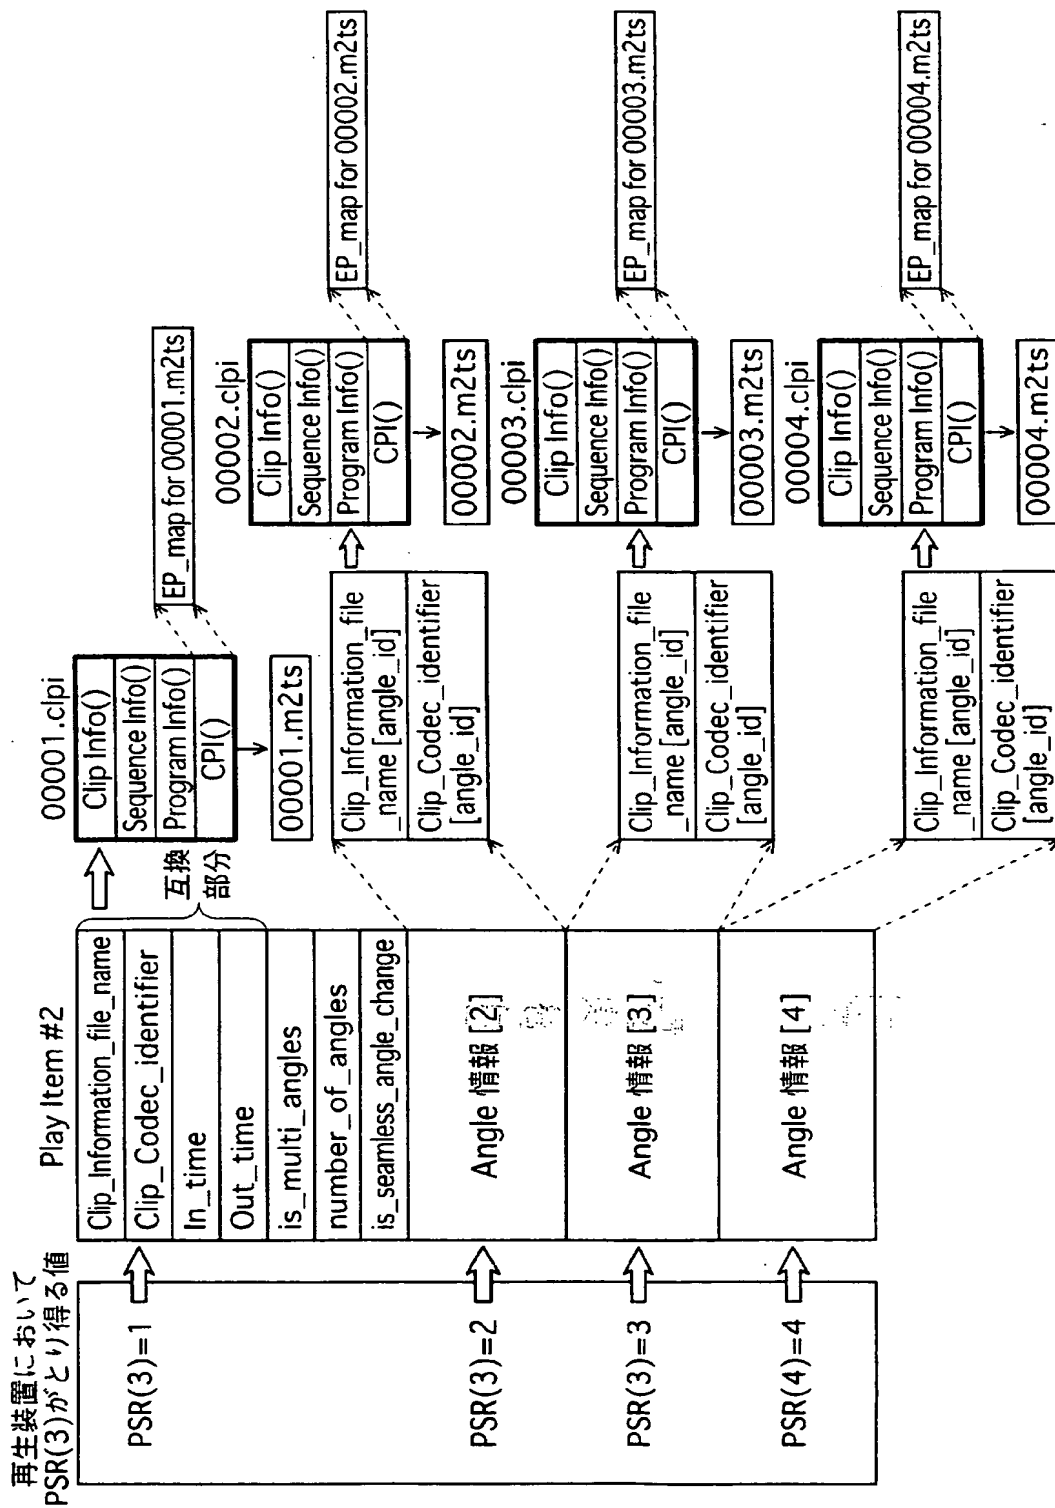 再生装置において
PSR(3)がとり得る値
PSR(3)=1
PSR(3)=2
PSR(3)=3
PSR(4)=4
Play Item #2
Clip_Information_file_name
Clip_Codec_identifier
In_time
Out_time
is_multi_angles
number_of_angles
is_seamless_angle_change
Angle 情報 [2]
Angle 情報 [3]
Angle 情報 [4]
互換
部分
00001.clpi
Clip Info()
Sequence Info()
Program Info()
CPI()
00001.m2ts
EP_map for 00001.m2ts
Clip_Information_file
_name [angle_id]
Clip_Codec_identifier
[angle_id]
00002.clpi
Clip Info()
Sequence Info()
Program Info()
CPI()
00002.m2ts
EP_map for 00002.m2ts
Clip_Information_file
_name [angle_id]
Clip_Codec_identifier
[angle_id]
00003.clpi
Clip Info()
Sequence Info()
Program Info()
CPI()
00003.m2ts
EP_map for 00003.m2ts
Clip_Information_file
_name [angle_id]
Clip_Codec_identifier
[angle_id]
00004.clpi
Clip Info()
Sequence Info()
Program Info()
CPI()
00004.m2ts
EP_map for 00004.m2ts